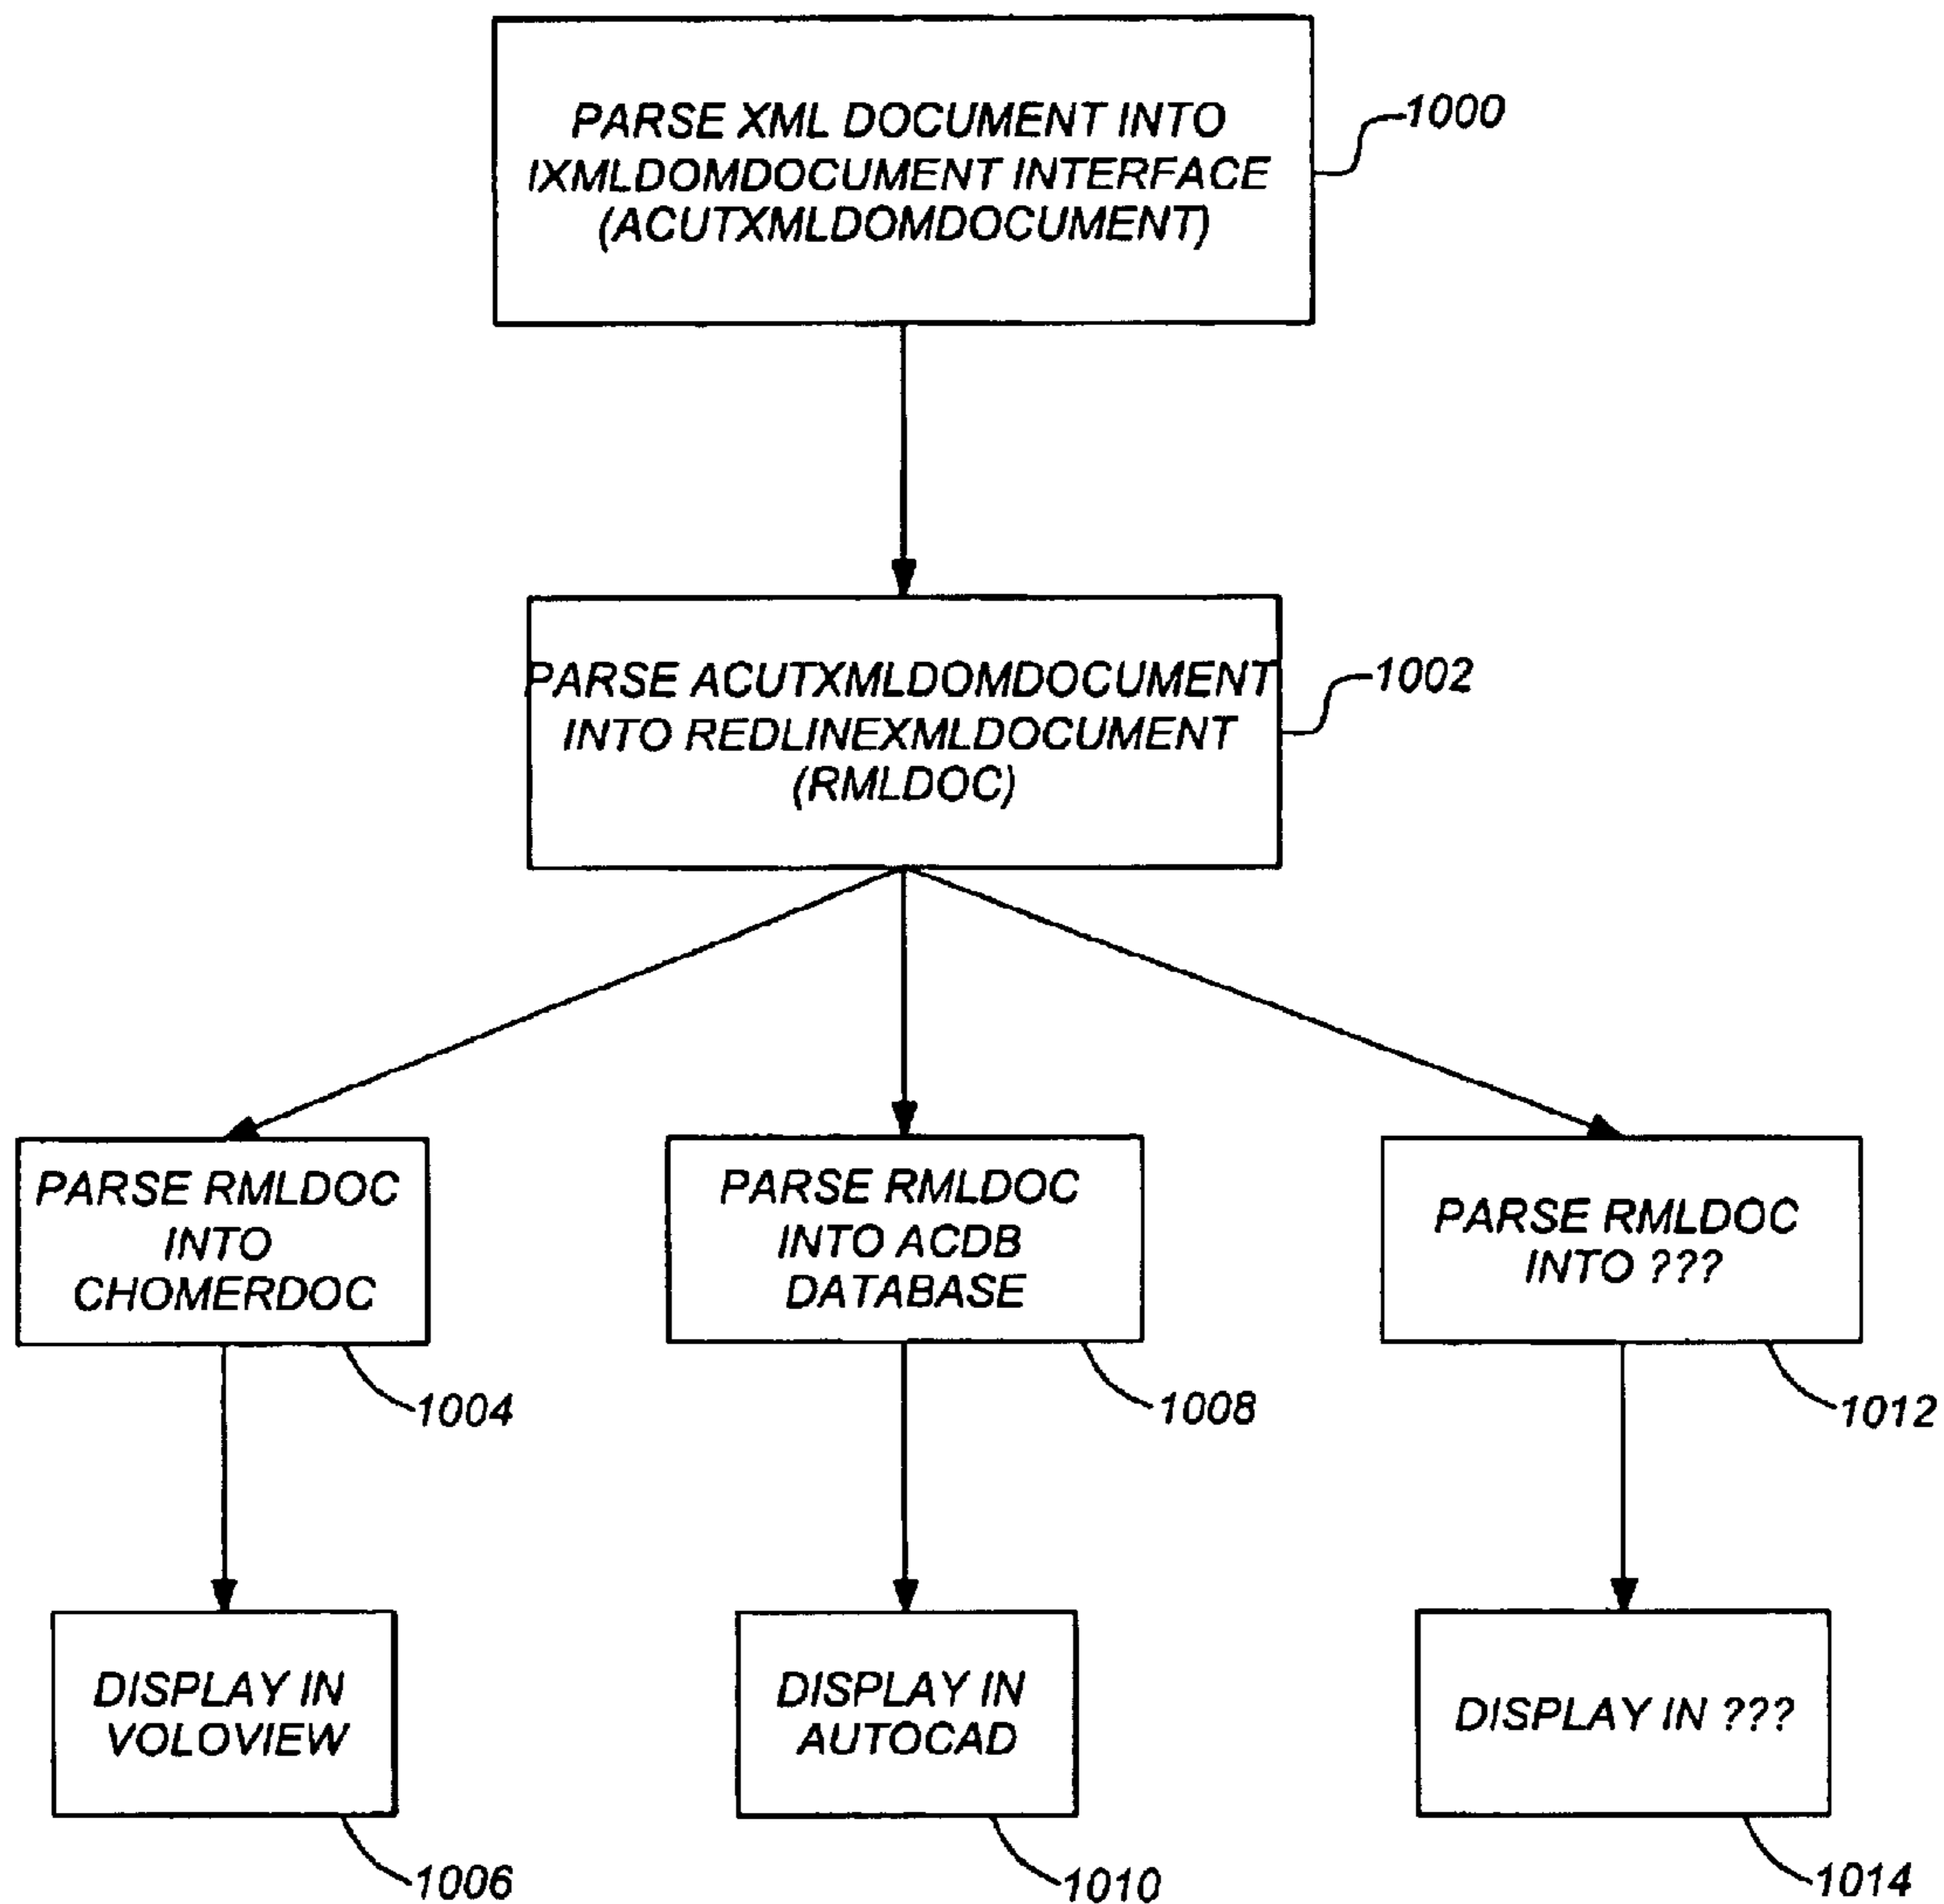 PARSE XML DOCUMENT INTO
IXMLDOMDOCUMENT INTERFACE
(ACUTXMLDOMDOCUMENT)
1000
PARSE ACUTXMLDOMDOCUMENT
INTO REDLINEXMLDOCUMENT
(RMLDOC)
1002
PARSE RMLDOC
INTO
CHOMERDOC
1004
PARSE RMLDOC
INTO ACDB
DATABASE
1008
PARSE RMLDOC
INTO ???
1012
DISPLAY IN
VOLOVIEW
1006
DISPLAY IN
AUTOCAD
1010
DISPLAY IN ???
1014